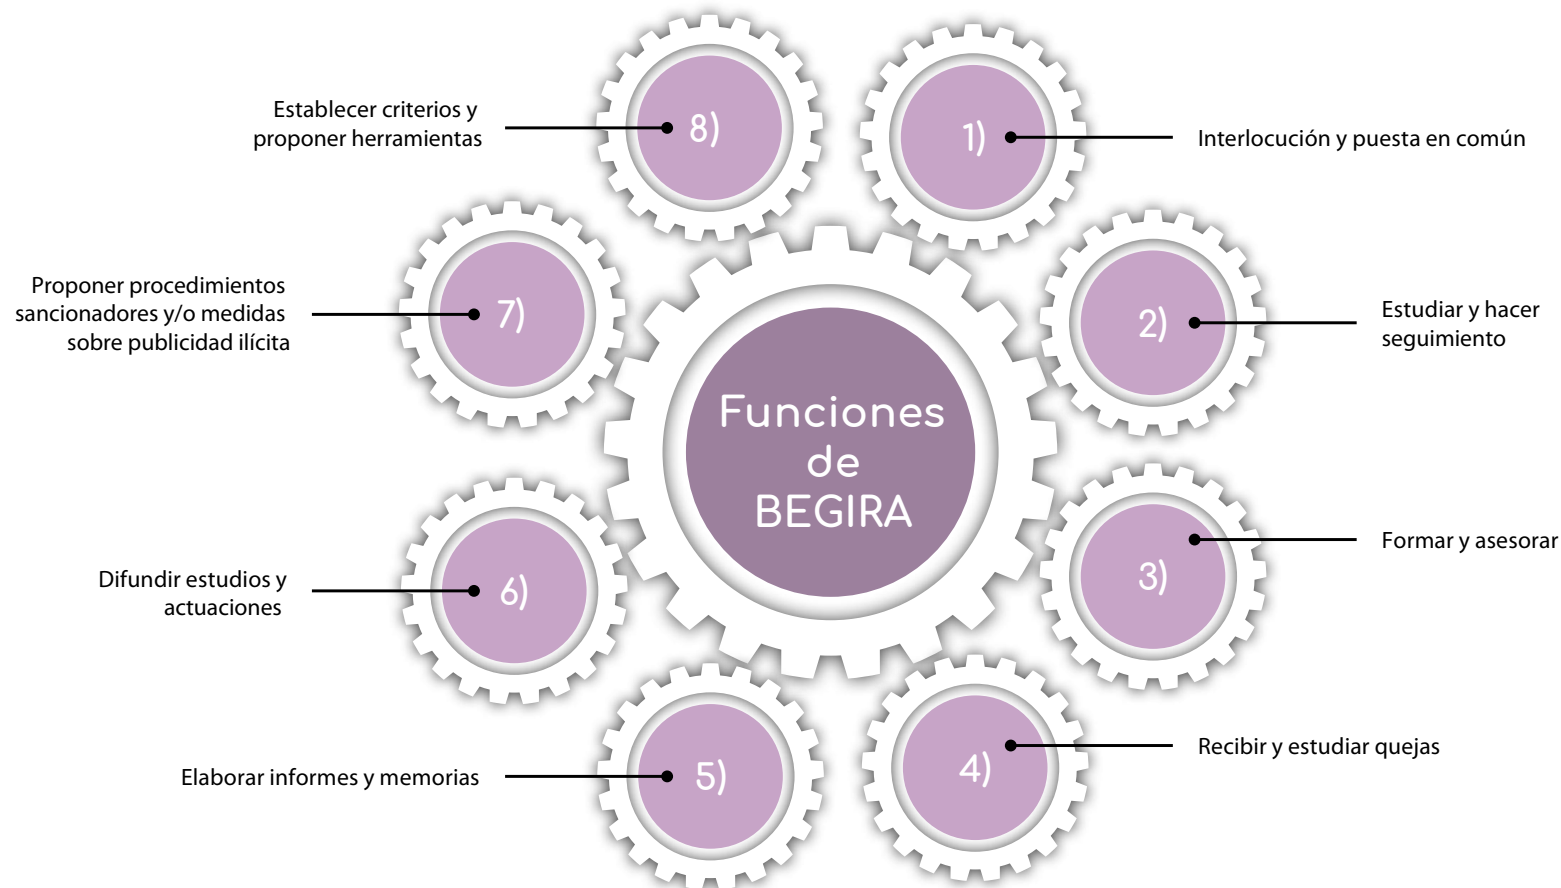 Funciones
de
BEGIRA
1)
Interlocución y puesta en común
2)
Estudiar y hacer
seguimiento
3)
Formar y asesorar
4)
Recibir y estudiar quejas
5)
Elaborar informes y memorias
6)
Difundir estudios y
actuaciones
7)
Proponer procedimientos
sancionadores y/o medidas
sobre publicidad ilícita
8)
Establecer criterios y
proponer herramientas